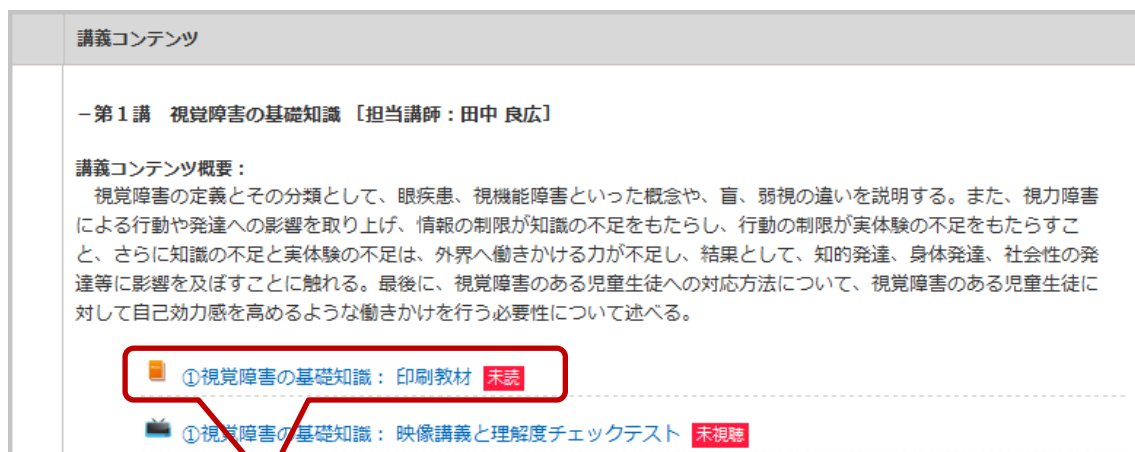 講義コンテンツ
－第１講　視覚障害の基礎知識 ［担当講師：田中 良広］
講義コンテンツ概要：
視覚障害の定義とその分類として、眼疾患、視機能障害といった概念や、盲、弱視の違いを説明する。また、視力障害
による行動や発達への影響を取り上げ、情報の制限が知識の不足をもたらし、行動の制限が実体験の不足をもたらすこ
と、さらに知識の不足と実体験の不足は、外界へ働きかける力が不足し、結果として、知的発達、身体発達、社会性の発
達等に影響を及ぼすことに触れる。最後に、視覚障害のある児童生徒への対応方法について、視覚障害のある児童生徒に
対して自己効力感を高めるような働きかけを行う必要性について述べる。
①視覚障害の基礎知識： 印刷教材 未読
①視覚障害の基礎知識： 映像講義と理解度チェックテスト 未視聴